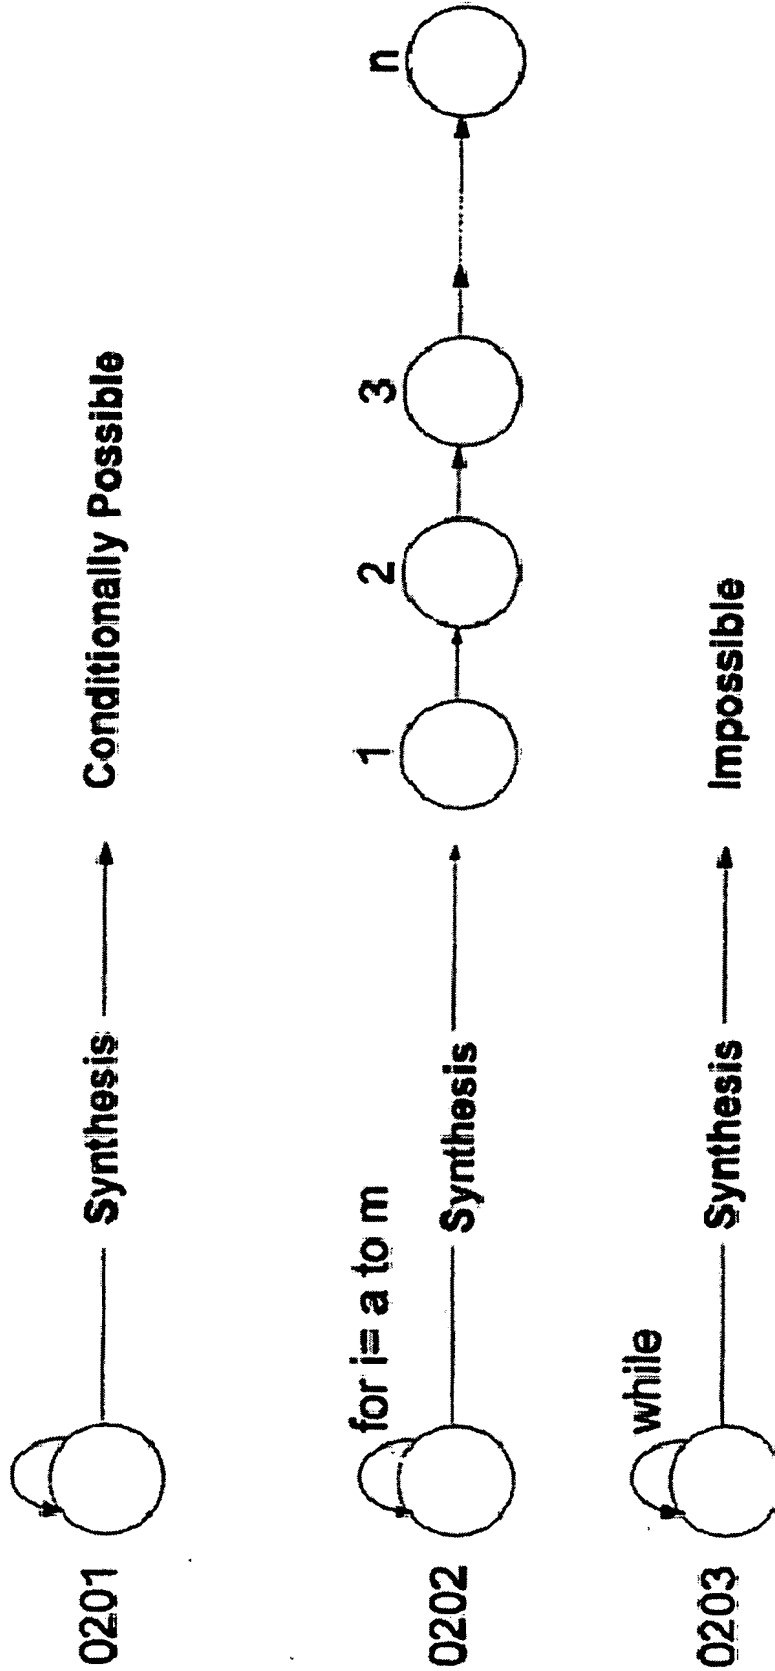 0201 Synthesis Conditionally Possible
for i= a to m
1 2 3 n
0202 Synthesis
while
0203 Synthesis Impossible